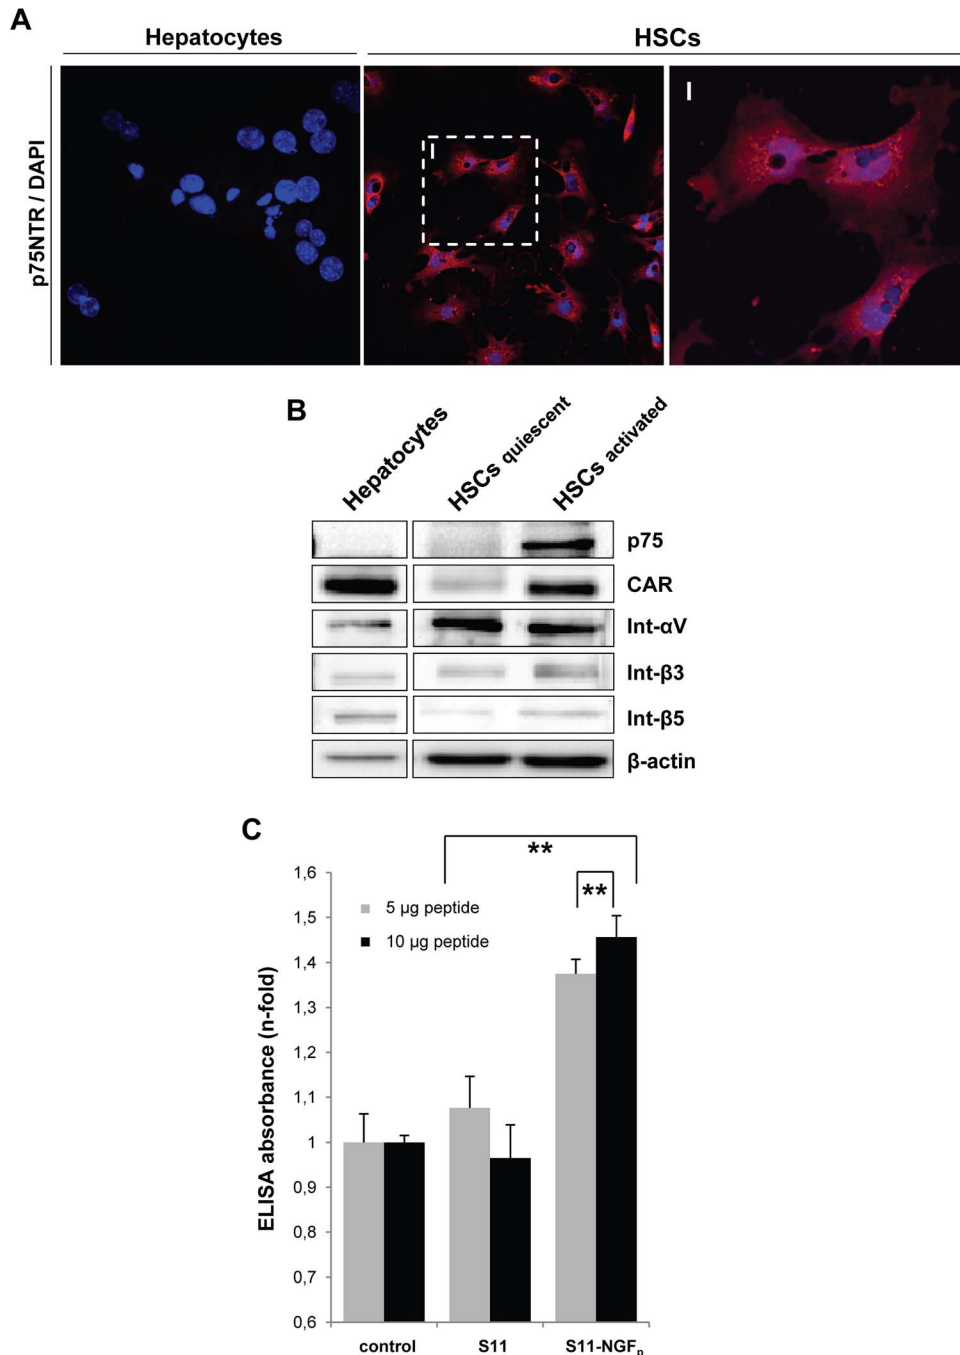 A
Hepatocytes
HSCs
p75NTR / DAPI
I
I
B
Hepatocytes
HSCs quiescent
HSCs activated
p75
CAR
Int-αV
Int-β3
Int-β5
β-actin
C
**
**
5 µg peptide
10 µg peptide
ELISA absorbance (n-fold)
1,6
1,5
1,4
1,3
1,2
1,1
1
0,9
0,8
0,7
0,6
control
S11
S11-NGFp